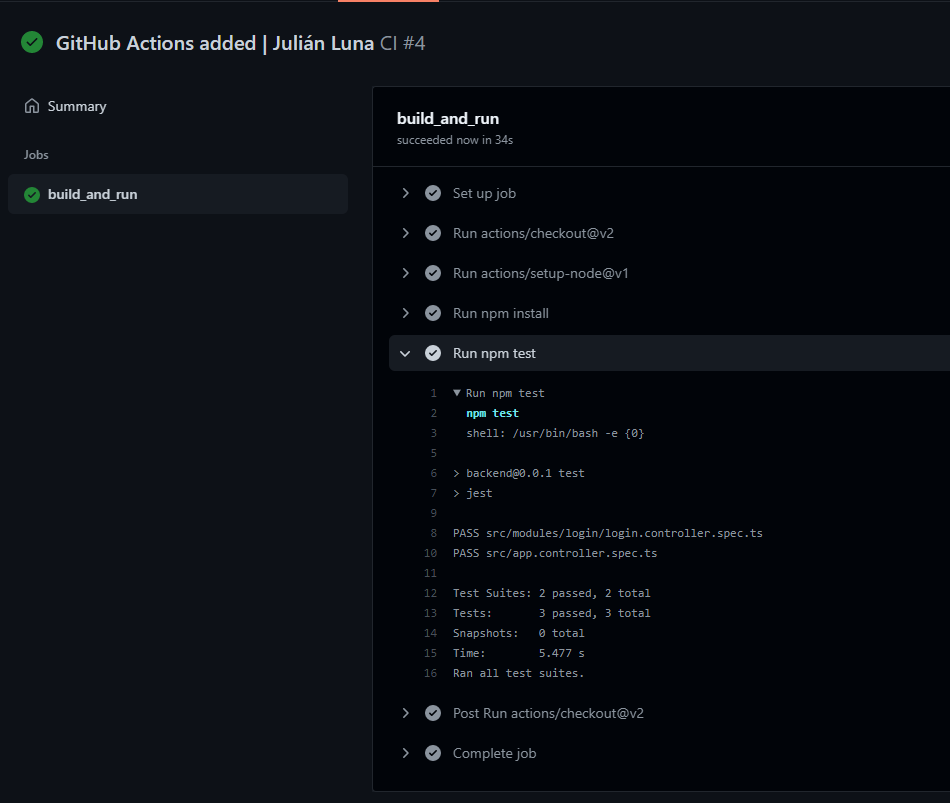 GitHub Actions added | Julián Luna CI #4
Summary
Jobs
build_and_run
build_and_run
succeeded now in 34s
Set up job
Run actions/checkout@v2
Run actions/setup-node@v1
Run npm install
Run npm test
1 ▼ Run npm test
2 npm test
3 shell: /usr/bin/bash -e {0}
5
6 > backend@0.0.1 test
7 > jest
9
8 PASS src/modules/login/login.controller.spec.ts
10 PASS src/app.controller.spec.ts
11
12 Test Suites: 2 passed, 2 total
13 Tests: 3 passed, 3 total
14 Snapshots: 0 total
15 Time: 5.477 s
16 Ran all test suites.
Post Run actions/checkout@v2
Complete job